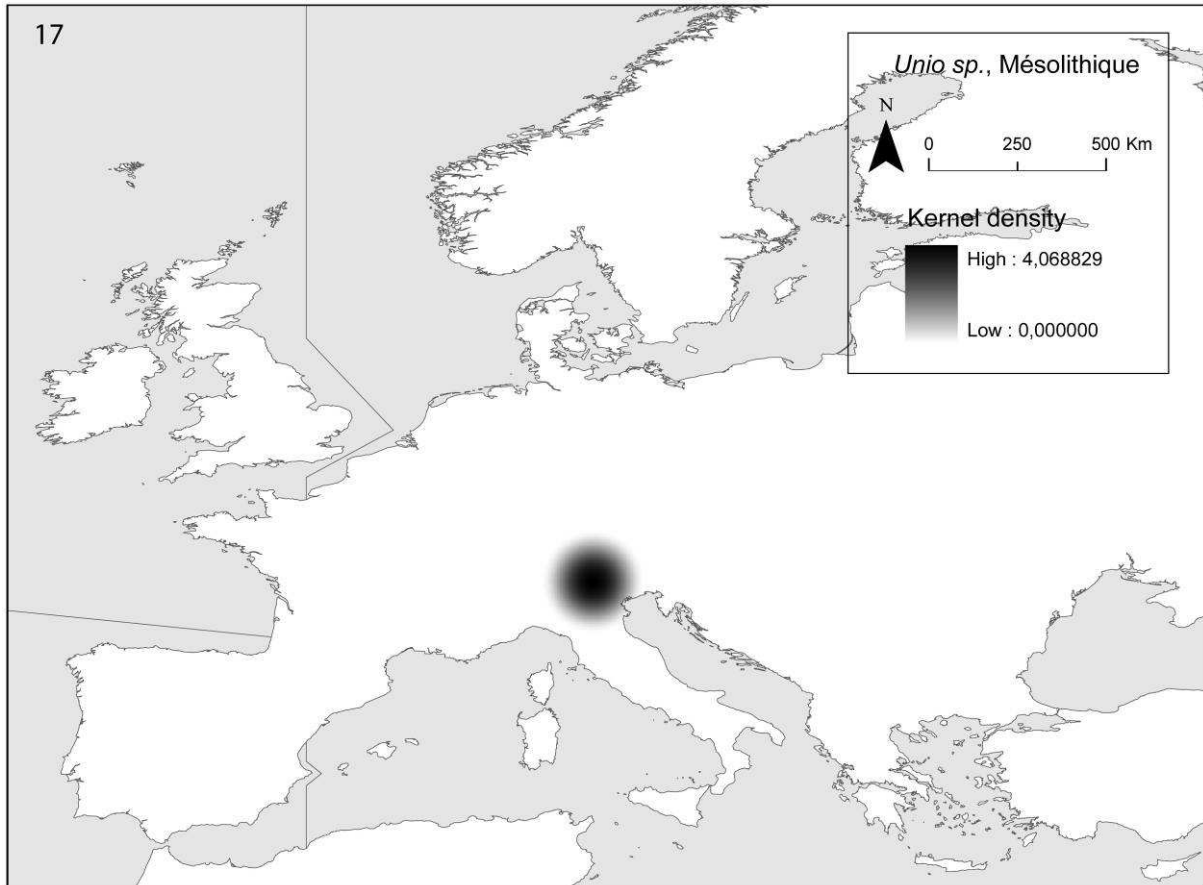 17
Unio sp., Mésolithique
N
0 250 500 Km
Kernel density
High : 4,068829
Low : 0,000000